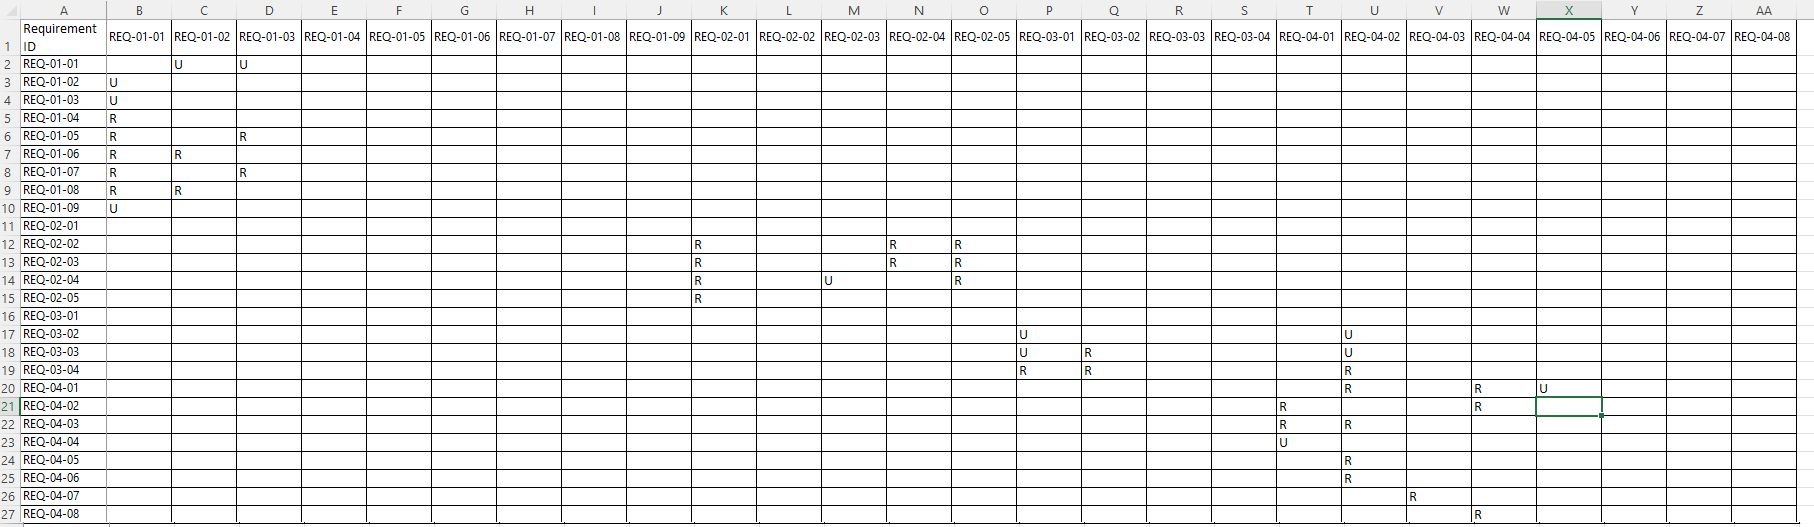 A B C D E F G H I J K L M N O P Q R S T U V W X Y Z AA
1 Requirement ID REQ-01-01 REQ-01-02 REQ-01-03 REQ-01-04 REQ-01-05 REQ-01-06 REQ-01-07 REQ-01-08 REQ-01-09 REQ-02-01 REQ-02-02 REQ-02-03 REQ-02-04 REQ-02-05 REQ-03-01 REQ-03-02 REQ-03-03 REQ-03-04 REQ-04-01 REQ-04-02 REQ-04-03 REQ-04-04 REQ-04-05 REQ-04-06 REQ-04-07 REQ-04-08
2 REQ-01-01 U U
3 REQ-01-02 U
4 REQ-01-03 U
5 REQ-01-04 R
6 REQ-01-05 R R
7 REQ-01-06 R R
8 REQ-01-07 R R
9 REQ-01-08 R R
10 REQ-01-09 U
11 REQ-02-01
12 REQ-02-02 R R R
13 REQ-02-03 R R R
14 REQ-02-04 R U R
15 REQ-02-05 R
16 REQ-03-01
17 REQ-03-02 U U
18 REQ-03-03 U R U
19 REQ-03-04 R R R
20 REQ-04-01 R R U
21 REQ-04-02 R R
22 REQ-04-03 R R
23 REQ-04-04 U
24 REQ-04-05 R
25 REQ-04-06 R
26 REQ-04-07 R
27 REQ-04-08 R